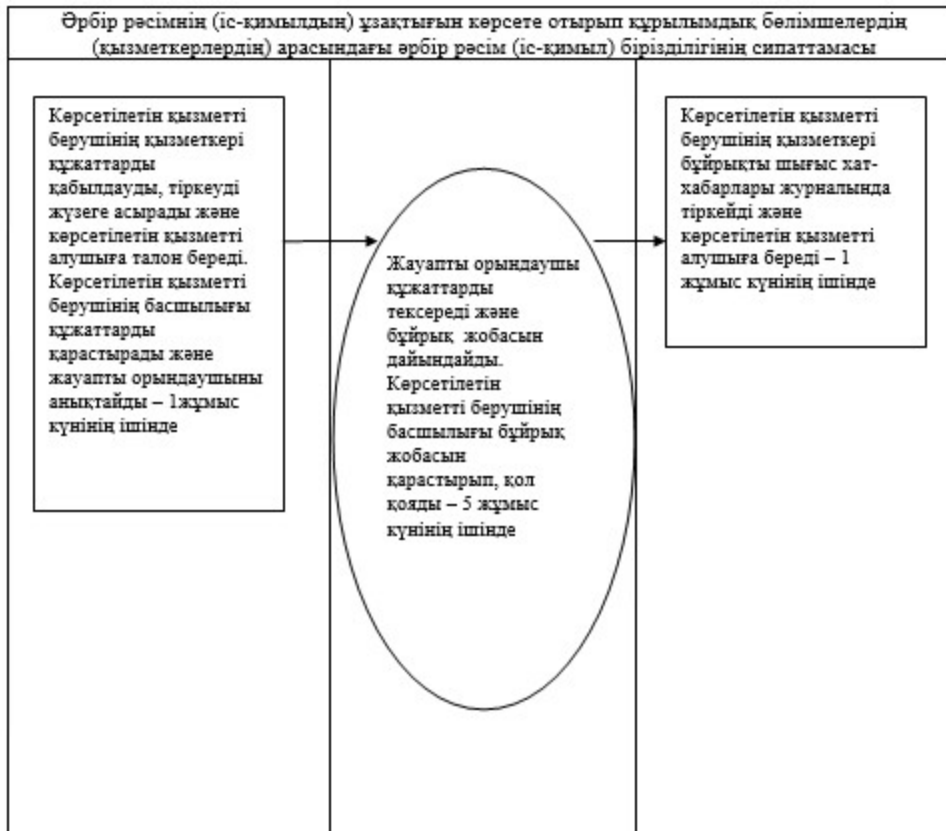 Әрбір рәсімнің (іс-қимылдың) ұзақтығын көрсете отырып құрылымдық бөлімшелердің
(қызметкерлердің) арасындағы әрбір рәсім (іс-қимыл) бірізділігінің сипаттамасы
Көрсетілетін қызметті
берушінің қызметкері
құжаттарды
қабылдауды, тіркеуді
жүзеге асырады және
көрсетілетін қызметті
алушыға талон береді.
Көрсетілетін қызметті
берушінің басшылығы
құжаттарды
қарастырады және
жауапты орындаушыны
анықтайды – 1жұмыс
күнінің ішінде
Жауапты орындаушы
құжаттарды
тексереді және
бұйрық жобасын
дайындайды.
Көрсетілетін
қызметті берушінің
басшылығы бұйрық
жобасын
қарастырып, қол
қояды – 5 жұмыс
күнінің ішінде
Көрсетілетін қызметті
берушінің қызметкері
бұйрықты шығыс хат-
хабарлары журналында
тіркейді және
көрсетілетін қызметті
алушыға береді – 1
жұмыс күнінің ішінде